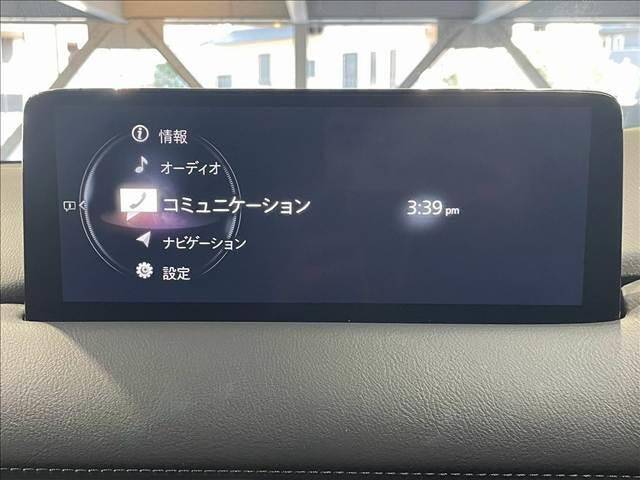 情報
オーディオ
コミュニケーション
3:39 pm
ナビゲーション
設定